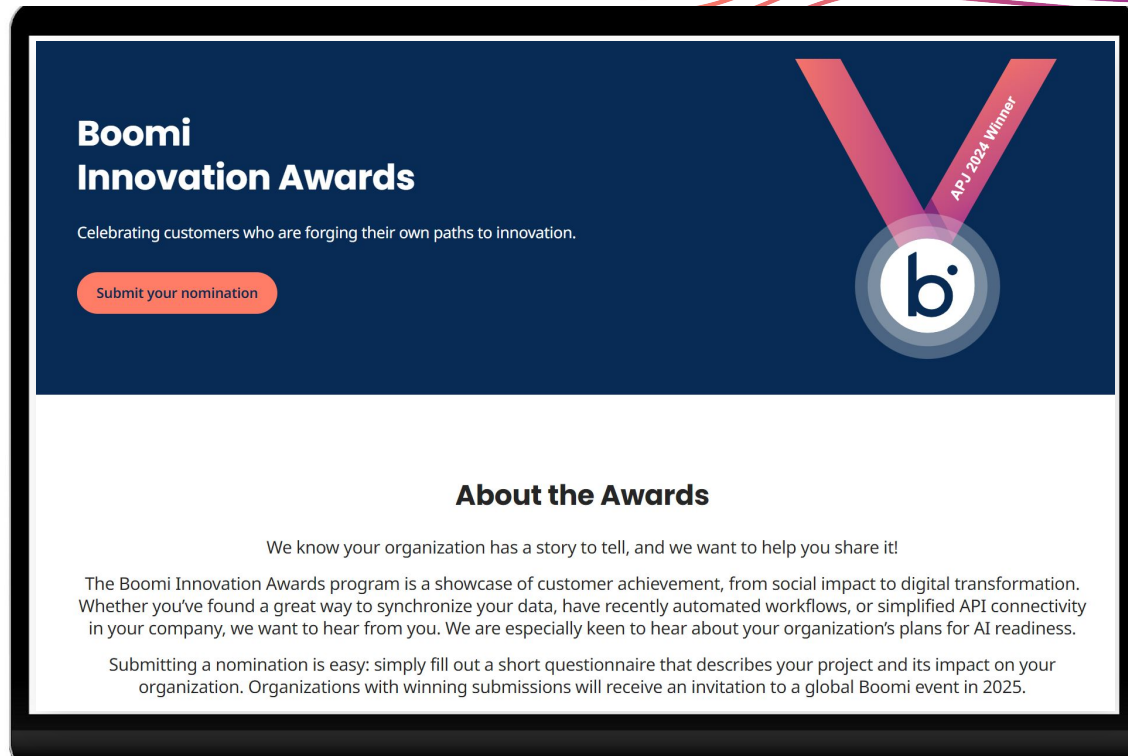 Boomi
Innovation Awards
Celebrating customers who are forging their own paths to innovation.
Submit your nomination
APJ 2024 Winner
b
About the Awards
We know your organization has a story to tell, and we want to help you share it!
The Boomi Innovation Awards program is a showcase of customer achievement, from social impact to digital transformation.
Whether you’ve found a great way to synchronize your data, have recently automated workflows, or simplified API connectivity
in your company, we want to hear from you. We are especially keen to hear about your organization’s plans for AI readiness.
Submitting a nomination is easy: simply fill out a short questionnaire that describes your project and its impact on your
organization. Organizations with winning submissions will receive an invitation to a global Boomi event in 2025.